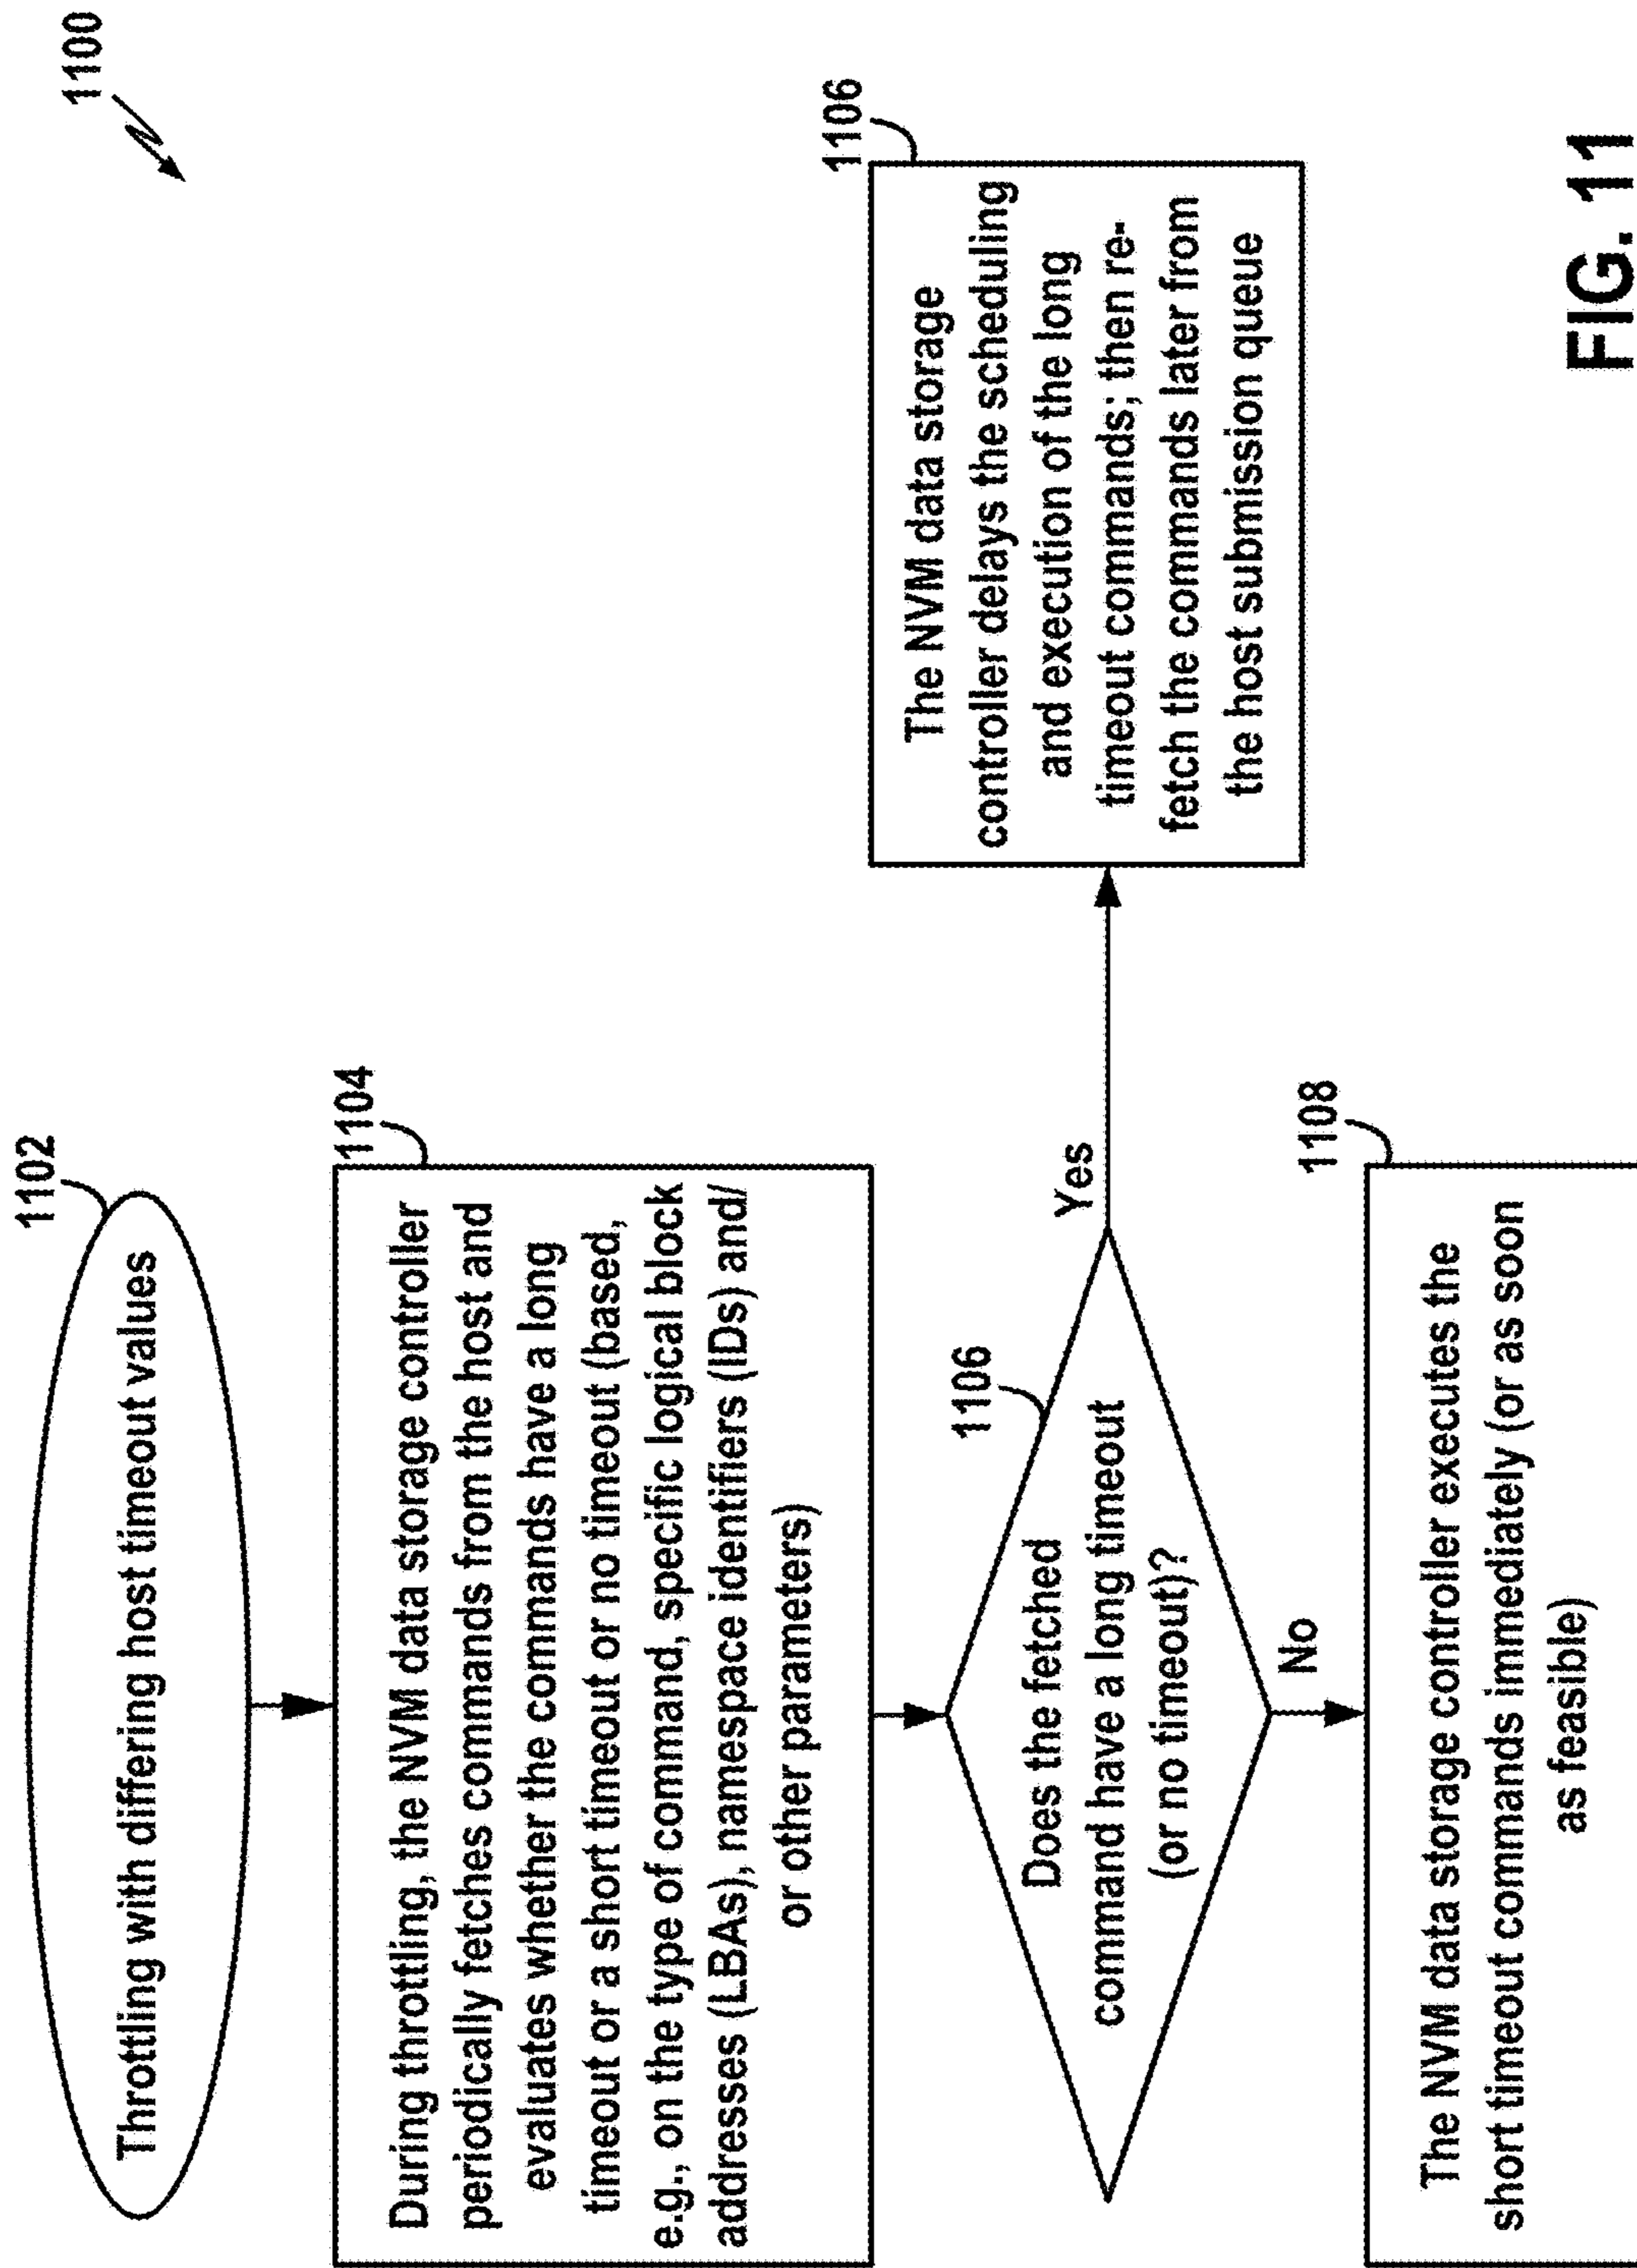 1100
1102
Throttling with differing host timeout values
1104
During throttling, the NVM data storage controller
periodically fetches commands from the host and
evaluates whether the commands have a long
timeout or a short timeout or no timeout (based,
e.g., on the type of command, specific logical block
addresses (LBAs), namespace identifiers (IDs) and/
or other parameters)
1106
Does the fetched
command have a long timeout
(or no timeout)?
Yes
1106
The NVM data storage
controller delays the scheduling
and execution of the long
timeout commands; then re-
fetch the commands later from
the host submission queue
No
1108
The NVM data storage controller executes the
short timeout commands immediately (or as soon
as feasible)
FIG. 11